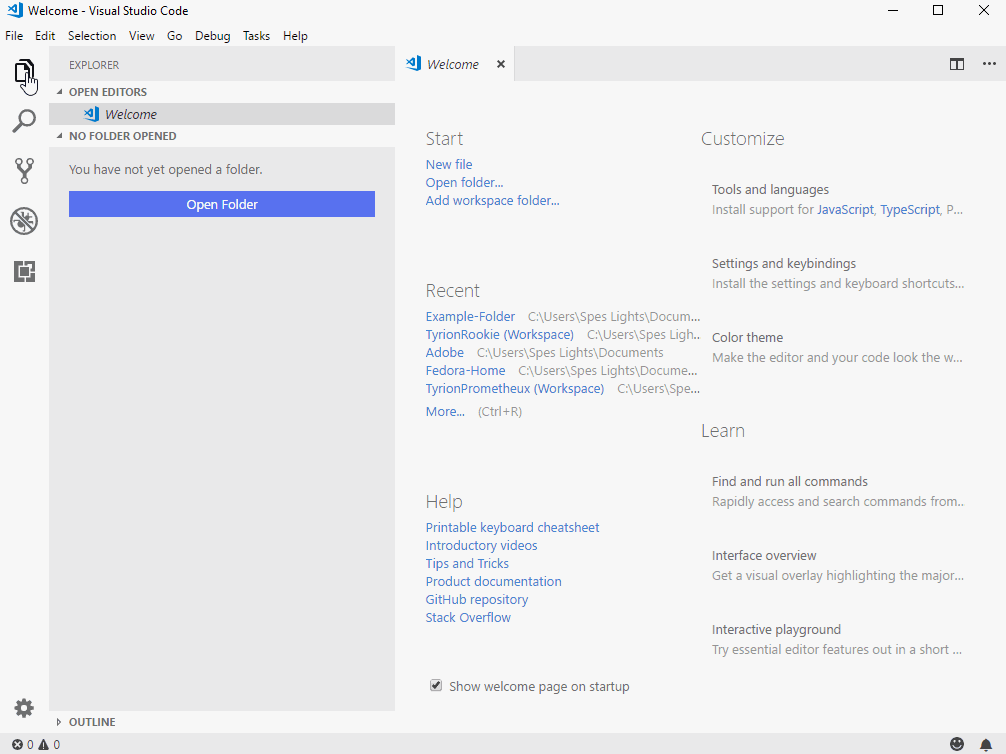 Welcome - Visual Studio Code
File Edit Selection View Go Debug Tasks Help
EXPLORER
OPEN EDITORS
Welcome
NO FOLDER OPENED
You have not yet opened a folder.
Open Folder
OUTLINE
Welcome
Start
New file
Open folder...
Add workspace folder...
Recent
Example-Folder C:\Users\Spes Lights\Docum...
TyrionRookie (Workspace) C:\Users\Spes Ligh...
Adobe C:\Users\Spes Lights\Documents
Fedora-Home C:\Users\Spes Lights\Docume...
TyrionPrometheux (Workspace) C:\Users\Spe...
More... (Ctrl+R)
Help
Printable keyboard cheatsheet
Introductory videos
Tips and Tricks
Product documentation
GitHub repository
Stack Overflow
Show welcome page on startup
Customize
Tools and languages
Install support for JavaScript, TypeScript, P...
Settings and keybindings
Install the settings and keyboard shortcuts...
Color theme
Make the editor and your code look the w...
Learn
Find and run all commands
Rapidly access and search commands from..
Interface overview
Get a visual overlay highlighting the major...
Interactive playground
Try essential editor features out in a short ...
0 0